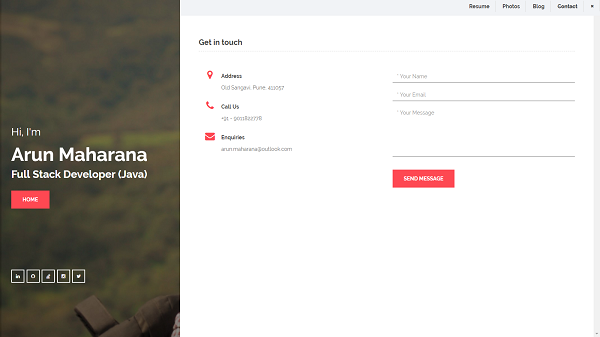 Resume Photos Blog Contact
Get in touch
Hi, I'm
Arun Maharana
Full Stack Developer (Java)
HOME
Address
Old Sangavi, Pune, 411057
Call Us
+91 - 9011822778
Enquiries
arun.maharana@outlook.com
* Your Name
* Your Email
* Your Message
SEND MESSAGE